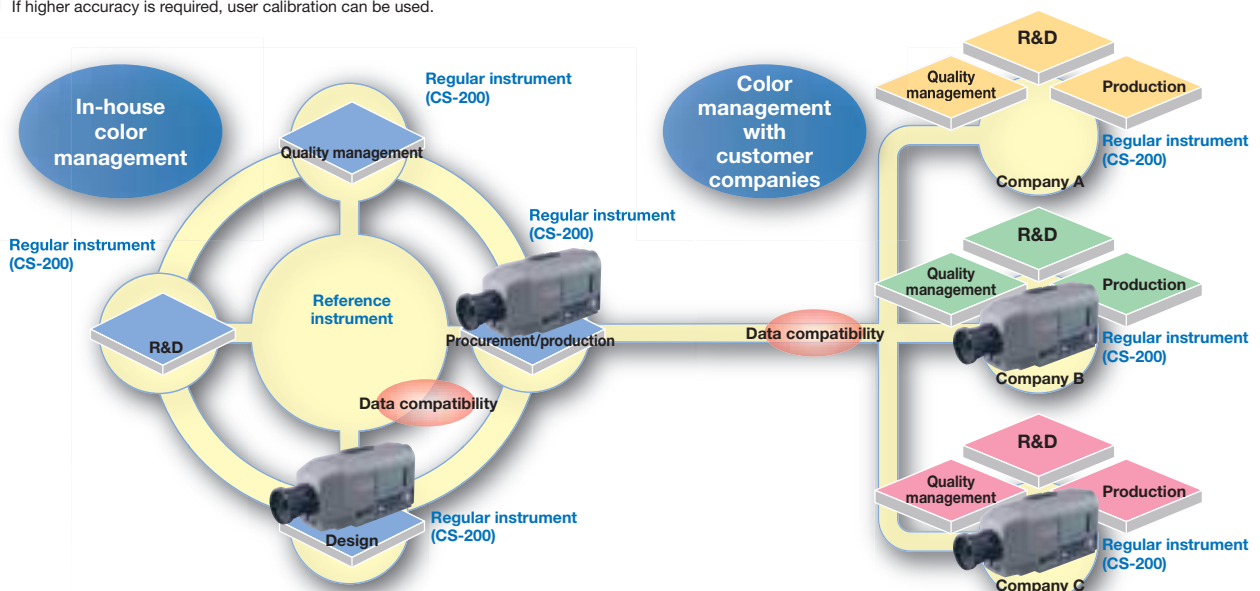 If higher accuracy is required, user calibration can be used.
In-house
color
management
Regular instrument
(CS-200)
Quality management
Regular instrument
(CS-200)
Regular instrument
(CS-200)
Reference
instrument
R&D
Procurement/production
Data compatibility
Design
Regular instrument
(CS-200)
Data compatibility
Color
management
with
customer
companies
R&D
Quality
management
Production
Regular instrument
(CS-200)
Company A
R&D
Quality
management
Production
Regular instrument
(CS-200)
Company B
R&D
Quality
management
Production
Regular instrument
(CS-200)
Company C